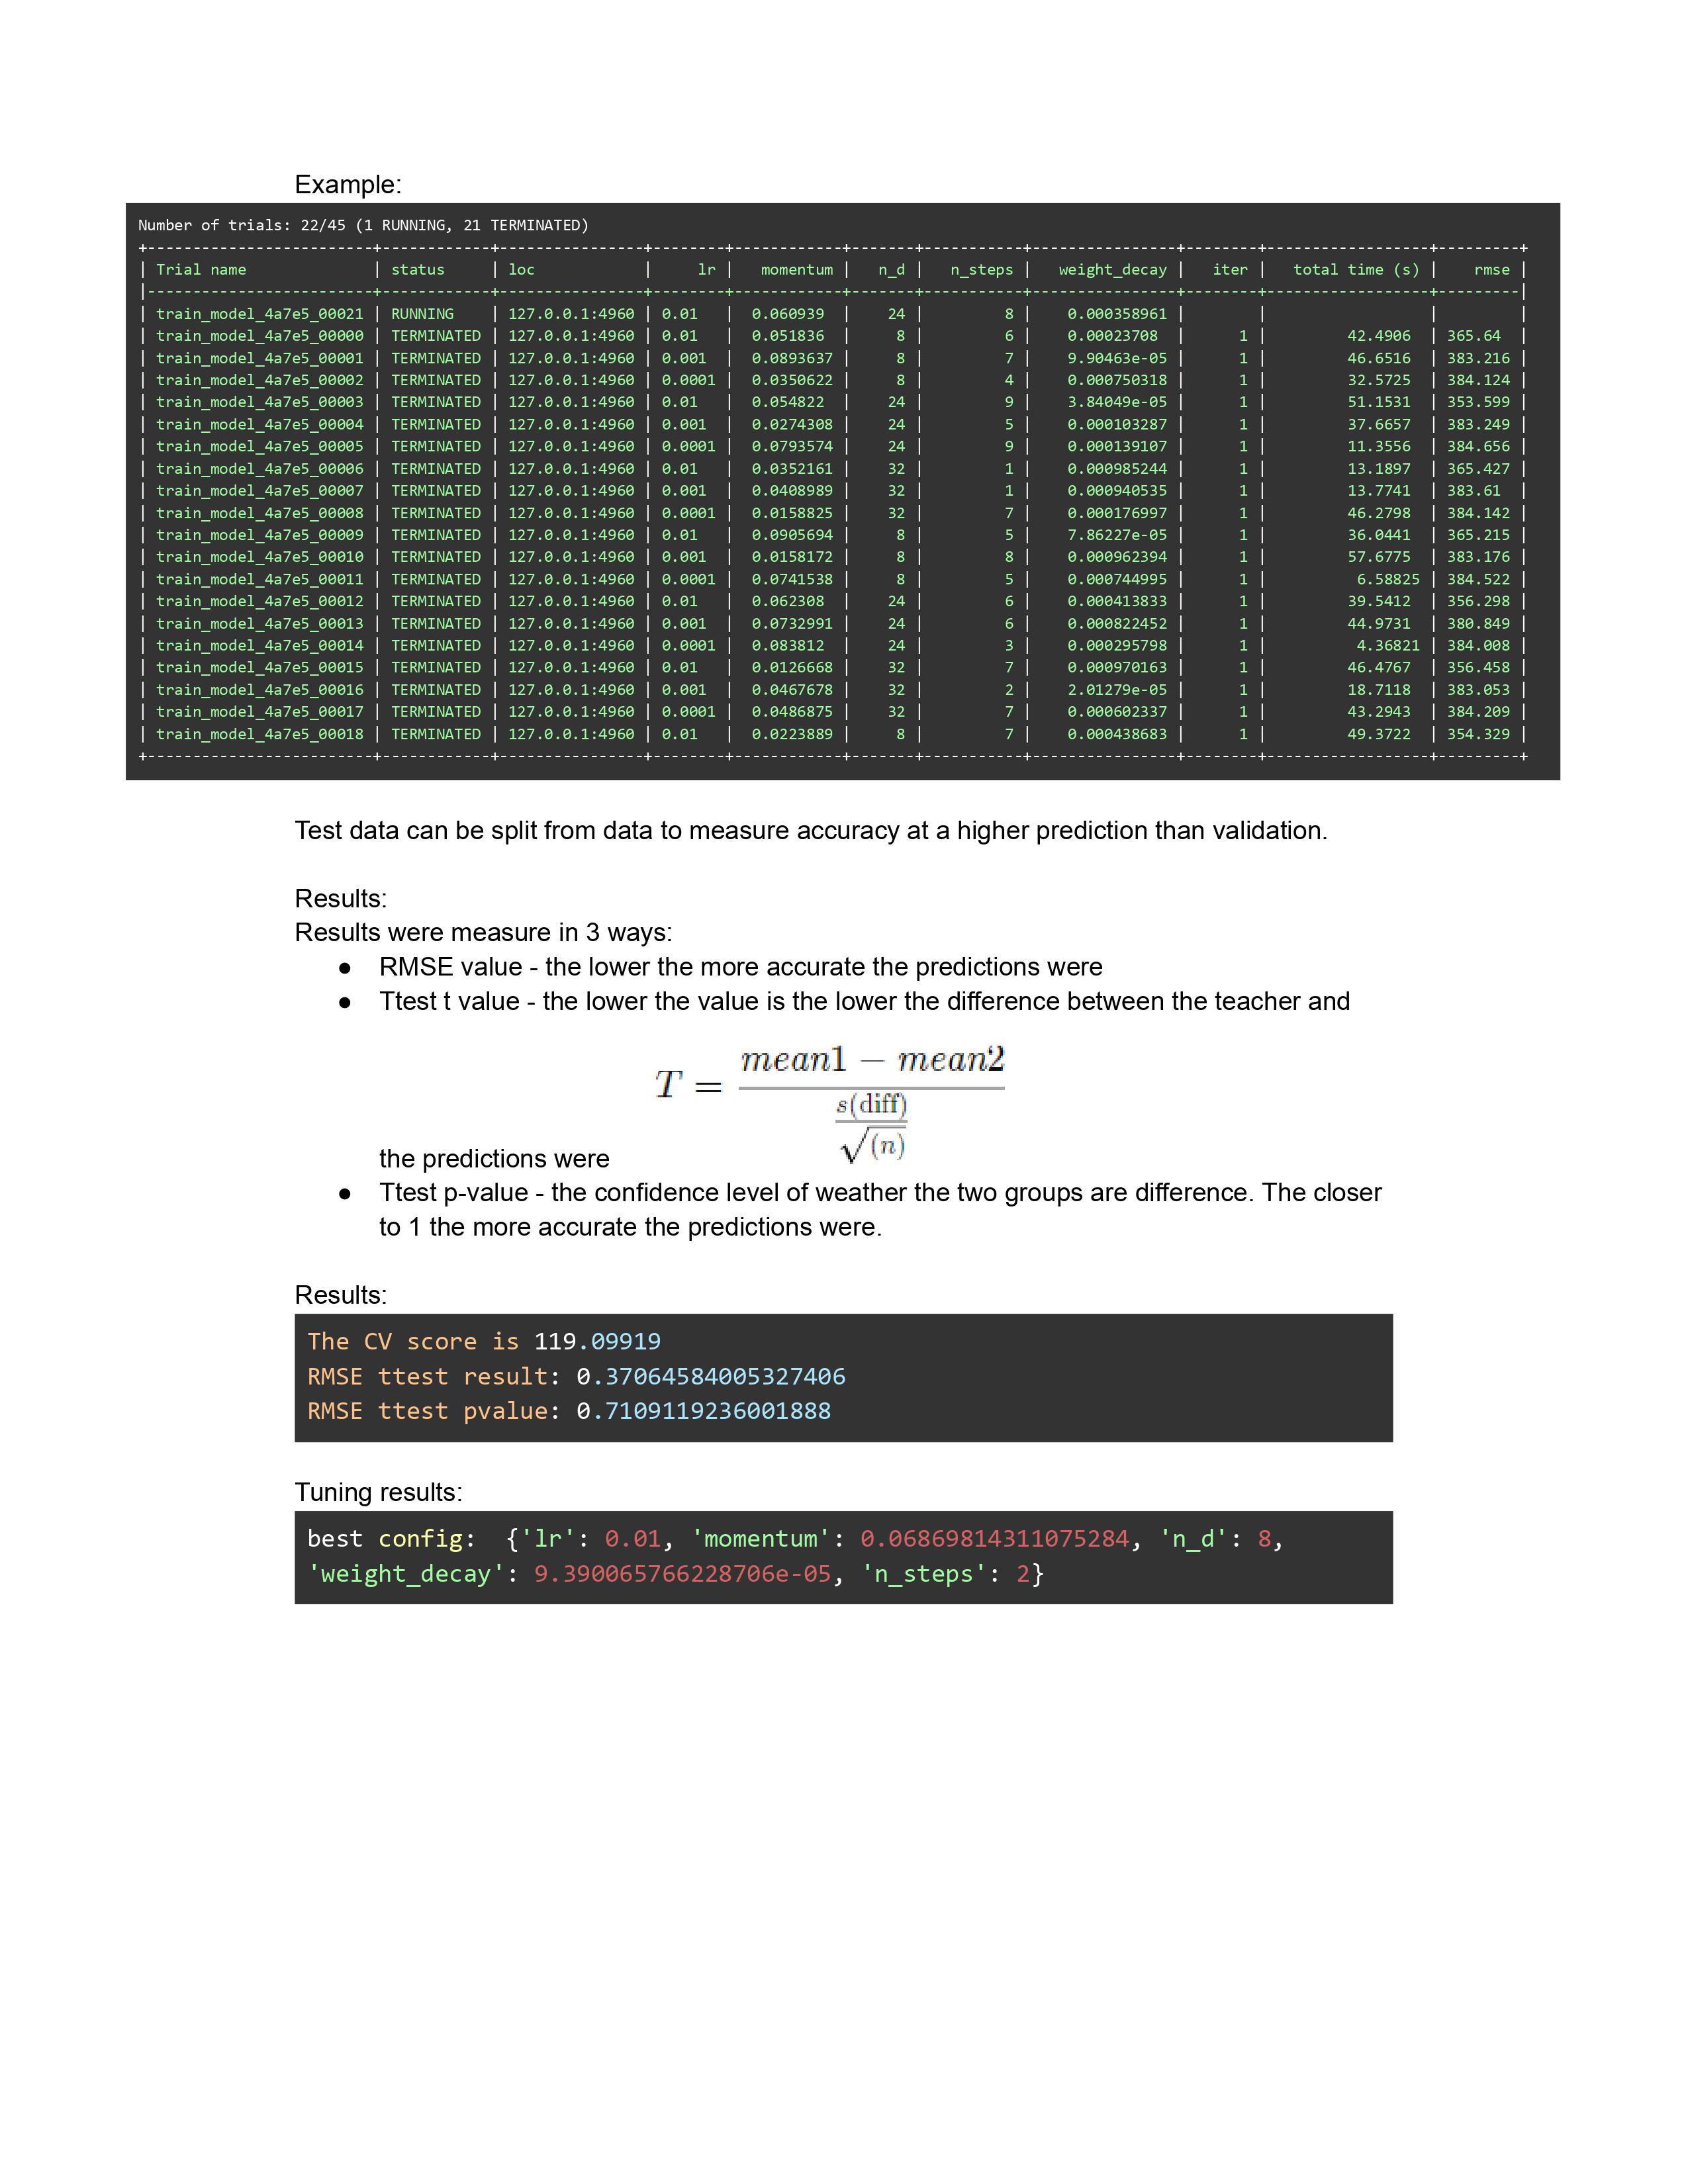 Example:
Number of trials: 22/45 (1 RUNNING, 21 TERMINATED)
+-------------------------+------------+----------------+--------+------------+-------+-----------+----------------+--------+------------------+---------+
| Trial name | status | loc | lr | momentum | n_d | n_steps | weight_decay | iter | total time (s) | rmse |
|-------------------------+------------+----------------+--------+------------+-------+-----------+----------------+--------+------------------+---------|
| train_model_4a7e5_00021 | RUNNING | 127.0.0.1:4960 | 0.01 | 0.060939 | 24 | 8 | 0.000358961 | | | |
| train_model_4a7e5_00000 | TERMINATED | 127.0.0.1:4960 | 0.01 | 0.051836 | 8 | 6 | 0.00023708 | 1 | 42.4906 | 365.64 |
| train_model_4a7e5_00001 | TERMINATED | 127.0.0.1:4960 | 0.001 | 0.0893637 | 8 | 7 | 9.90463e-05 | 1 | 46.6516 | 383.216 |
| train_model_4a7e5_00002 | TERMINATED | 127.0.0.1:4960 | 0.0001 | 0.0350622 | 8 | 4 | 0.000750318 | 1 | 32.5725 | 384.124 |
| train_model_4a7e5_00003 | TERMINATED | 127.0.0.1:4960 | 0.01 | 0.054822 | 24 | 9 | 3.84049e-05 | 1 | 51.1531 | 353.599 |
| train_model_4a7e5_00004 | TERMINATED | 127.0.0.1:4960 | 0.001 | 0.0274308 | 24 | 5 | 0.000103287 | 1 | 37.6657 | 383.249 |
| train_model_4a7e5_00005 | TERMINATED | 127.0.0.1:4960 | 0.0001 | 0.0793574 | 24 | 9 | 0.000139107 | 1 | 11.3556 | 384.656 |
| train_model_4a7e5_00006 | TERMINATED | 127.0.0.1:4960 | 0.01 | 0.0352161 | 32 | 1 | 0.000985244 | 1 | 13.1897 | 365.427 |
| train_model_4a7e5_00007 | TERMINATED | 127.0.0.1:4960 | 0.001 | 0.0408989 | 32 | 1 | 0.000940535 | 1 | 13.7741 | 383.61 |
| train_model_4a7e5_00008 | TERMINATED | 127.0.0.1:4960 | 0.0001 | 0.0158825 | 32 | 7 | 0.000176997 | 1 | 46.2798 | 384.142 |
| train_model_4a7e5_00009 | TERMINATED | 127.0.0.1:4960 | 0.01 | 0.0905694 | 8 | 5 | 7.86227e-05 | 1 | 36.0441 | 365.215 |
| train_model_4a7e5_00010 | TERMINATED | 127.0.0.1:4960 | 0.001 | 0.0158172 | 8 | 8 | 0.000962394 | 1 | 57.6775 | 383.176 |
| train_model_4a7e5_00011 | TERMINATED | 127.0.0.1:4960 | 0.0001 | 0.0741538 | 8 | 5 | 0.000744995 | 1 | 6.58825 | 384.522 |
| train_model_4a7e5_00012 | TERMINATED | 127.0.0.1:4960 | 0.01 | 0.062308 | 24 | 6 | 0.000413833 | 1 | 39.5412 | 356.298 |
| train_model_4a7e5_00013 | TERMINATED | 127.0.0.1:4960 | 0.001 | 0.0732991 | 24 | 6 | 0.000822452 | 1 | 44.9731 | 380.849 |
| train_model_4a7e5_00014 | TERMINATED | 127.0.0.1:4960 | 0.0001 | 0.083812 | 24 | 3 | 0.000295798 | 1 | 4.36821 | 384.008 |
| train_model_4a7e5_00015 | TERMINATED | 127.0.0.1:4960 | 0.01 | 0.0126668 | 32 | 7 | 0.000970163 | 1 | 46.4767 | 356.458 |
| train_model_4a7e5_00016 | TERMINATED | 127.0.0.1:4960 | 0.001 | 0.0467678 | 32 | 2 | 2.01279e-05 | 1 | 18.7118 | 383.053 |
| train_model_4a7e5_00017 | TERMINATED | 127.0.0.1:4960 | 0.0001 | 0.0486875 | 32 | 7 | 0.000602337 | 1 | 43.2943 | 384.209 |
| train_model_4a7e5_00018 | TERMINATED | 127.0.0.1:4960 | 0.01 | 0.0223889 | 8 | 7 | 0.000438683 | 1 | 49.3722 | 354.329 |
+-------------------------+------------+----------------+--------+------------+-------+-----------+----------------+--------+------------------+---------+
Test data can be split from data to measure accuracy at a higher prediction than validation.
Results:
Results were measure in 3 ways:
● RMSE value - the lower the more accurate the predictions were
● Ttest t value - the lower the value is the lower the difference between the teacher and
T = mean1 − mean2
s(diff)
√(n)
the predictions were
● Ttest p-value - the confidence level of weather the two groups are difference. The closer
to 1 the more accurate the predictions were.
Results:
The CV score is 119.09919
RMSE ttest result: 0.37064584005327406
RMSE ttest pvalue: 0.7109119236001888
Tuning results:
best config: {'lr': 0.01, 'momentum': 0.06869814311075284, 'n_d': 8,
'weight_decay': 9.390065766228706e-05, 'n_steps': 2}